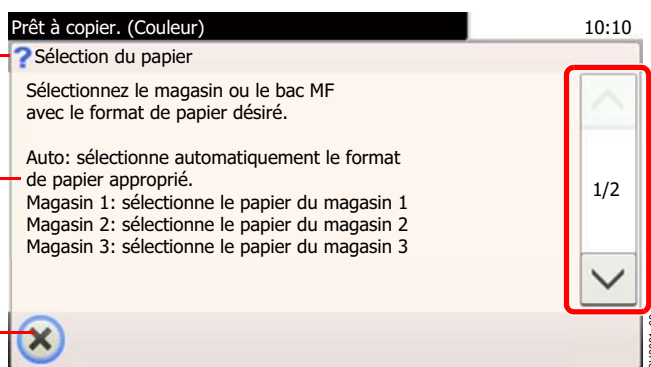 Prêt à copier. (Couleur)
10:10
?Sélection du papier
Sélectionnez le magasin ou le bac MF
avec le format de papier désiré.
Auto: sélectionne automatiquement le format
de papier approprié.
Magasin 1: sélectionne le papier du magasin 1
Magasin 2: sélectionne le papier du magasin 2
Magasin 3: sélectionne le papier du magasin 3
1/2